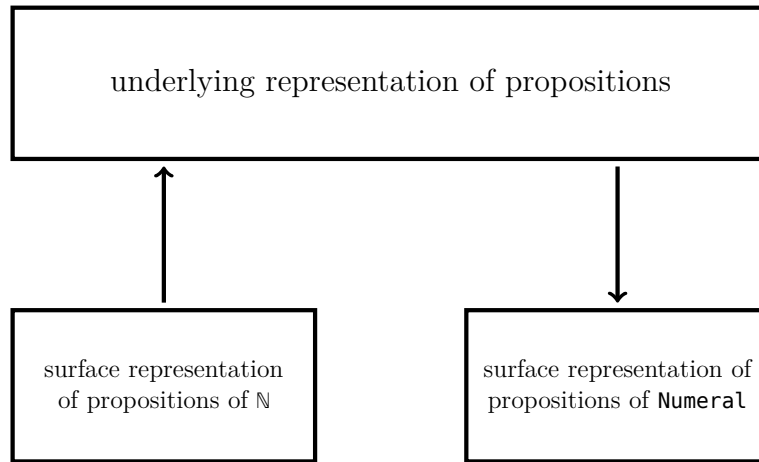 underlying representation of propositions
surface representation
of propositions of ℕ
surface representation of
propositions of Numeral